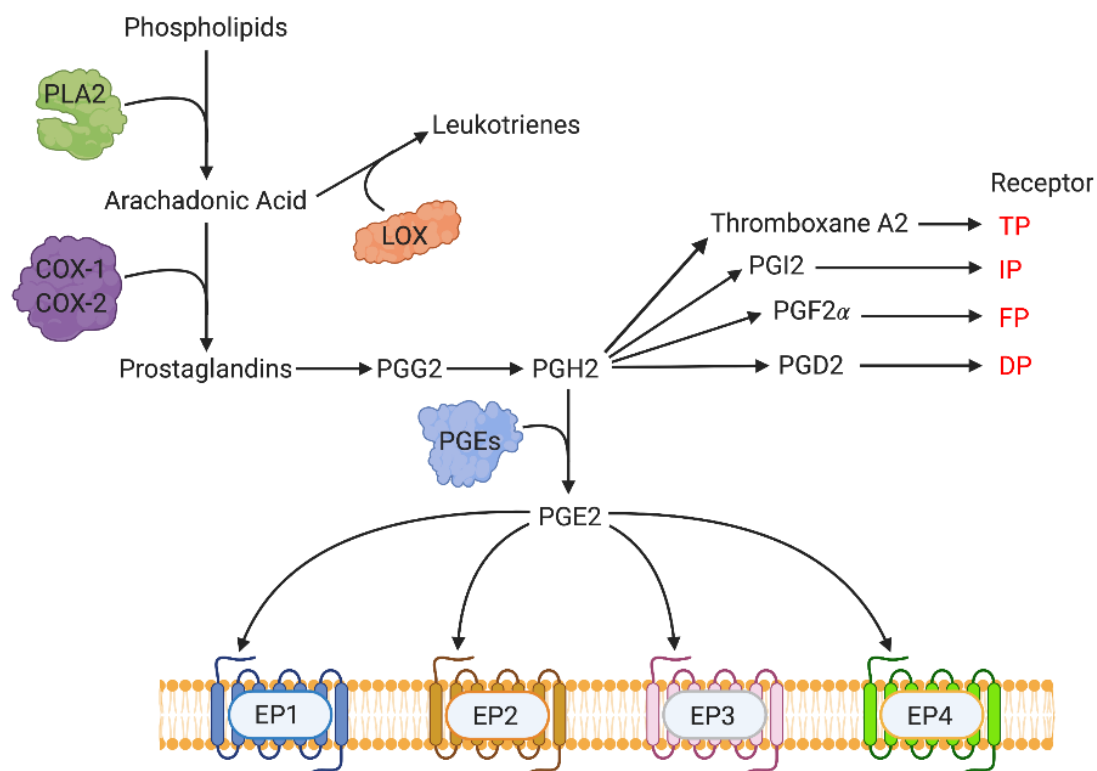 Phospholipids
PLA2
Leukotrienes
Arachadonic Acid
LOX
Receptor
Thromboxane A2
TP
COX-1
COX-2
PGI2
IP
PGF2α
FP
Prostaglandins
PGG2
PGH2
PGD2
DP
PGEs
PGE2
EP1
EP2
EP3
EP4